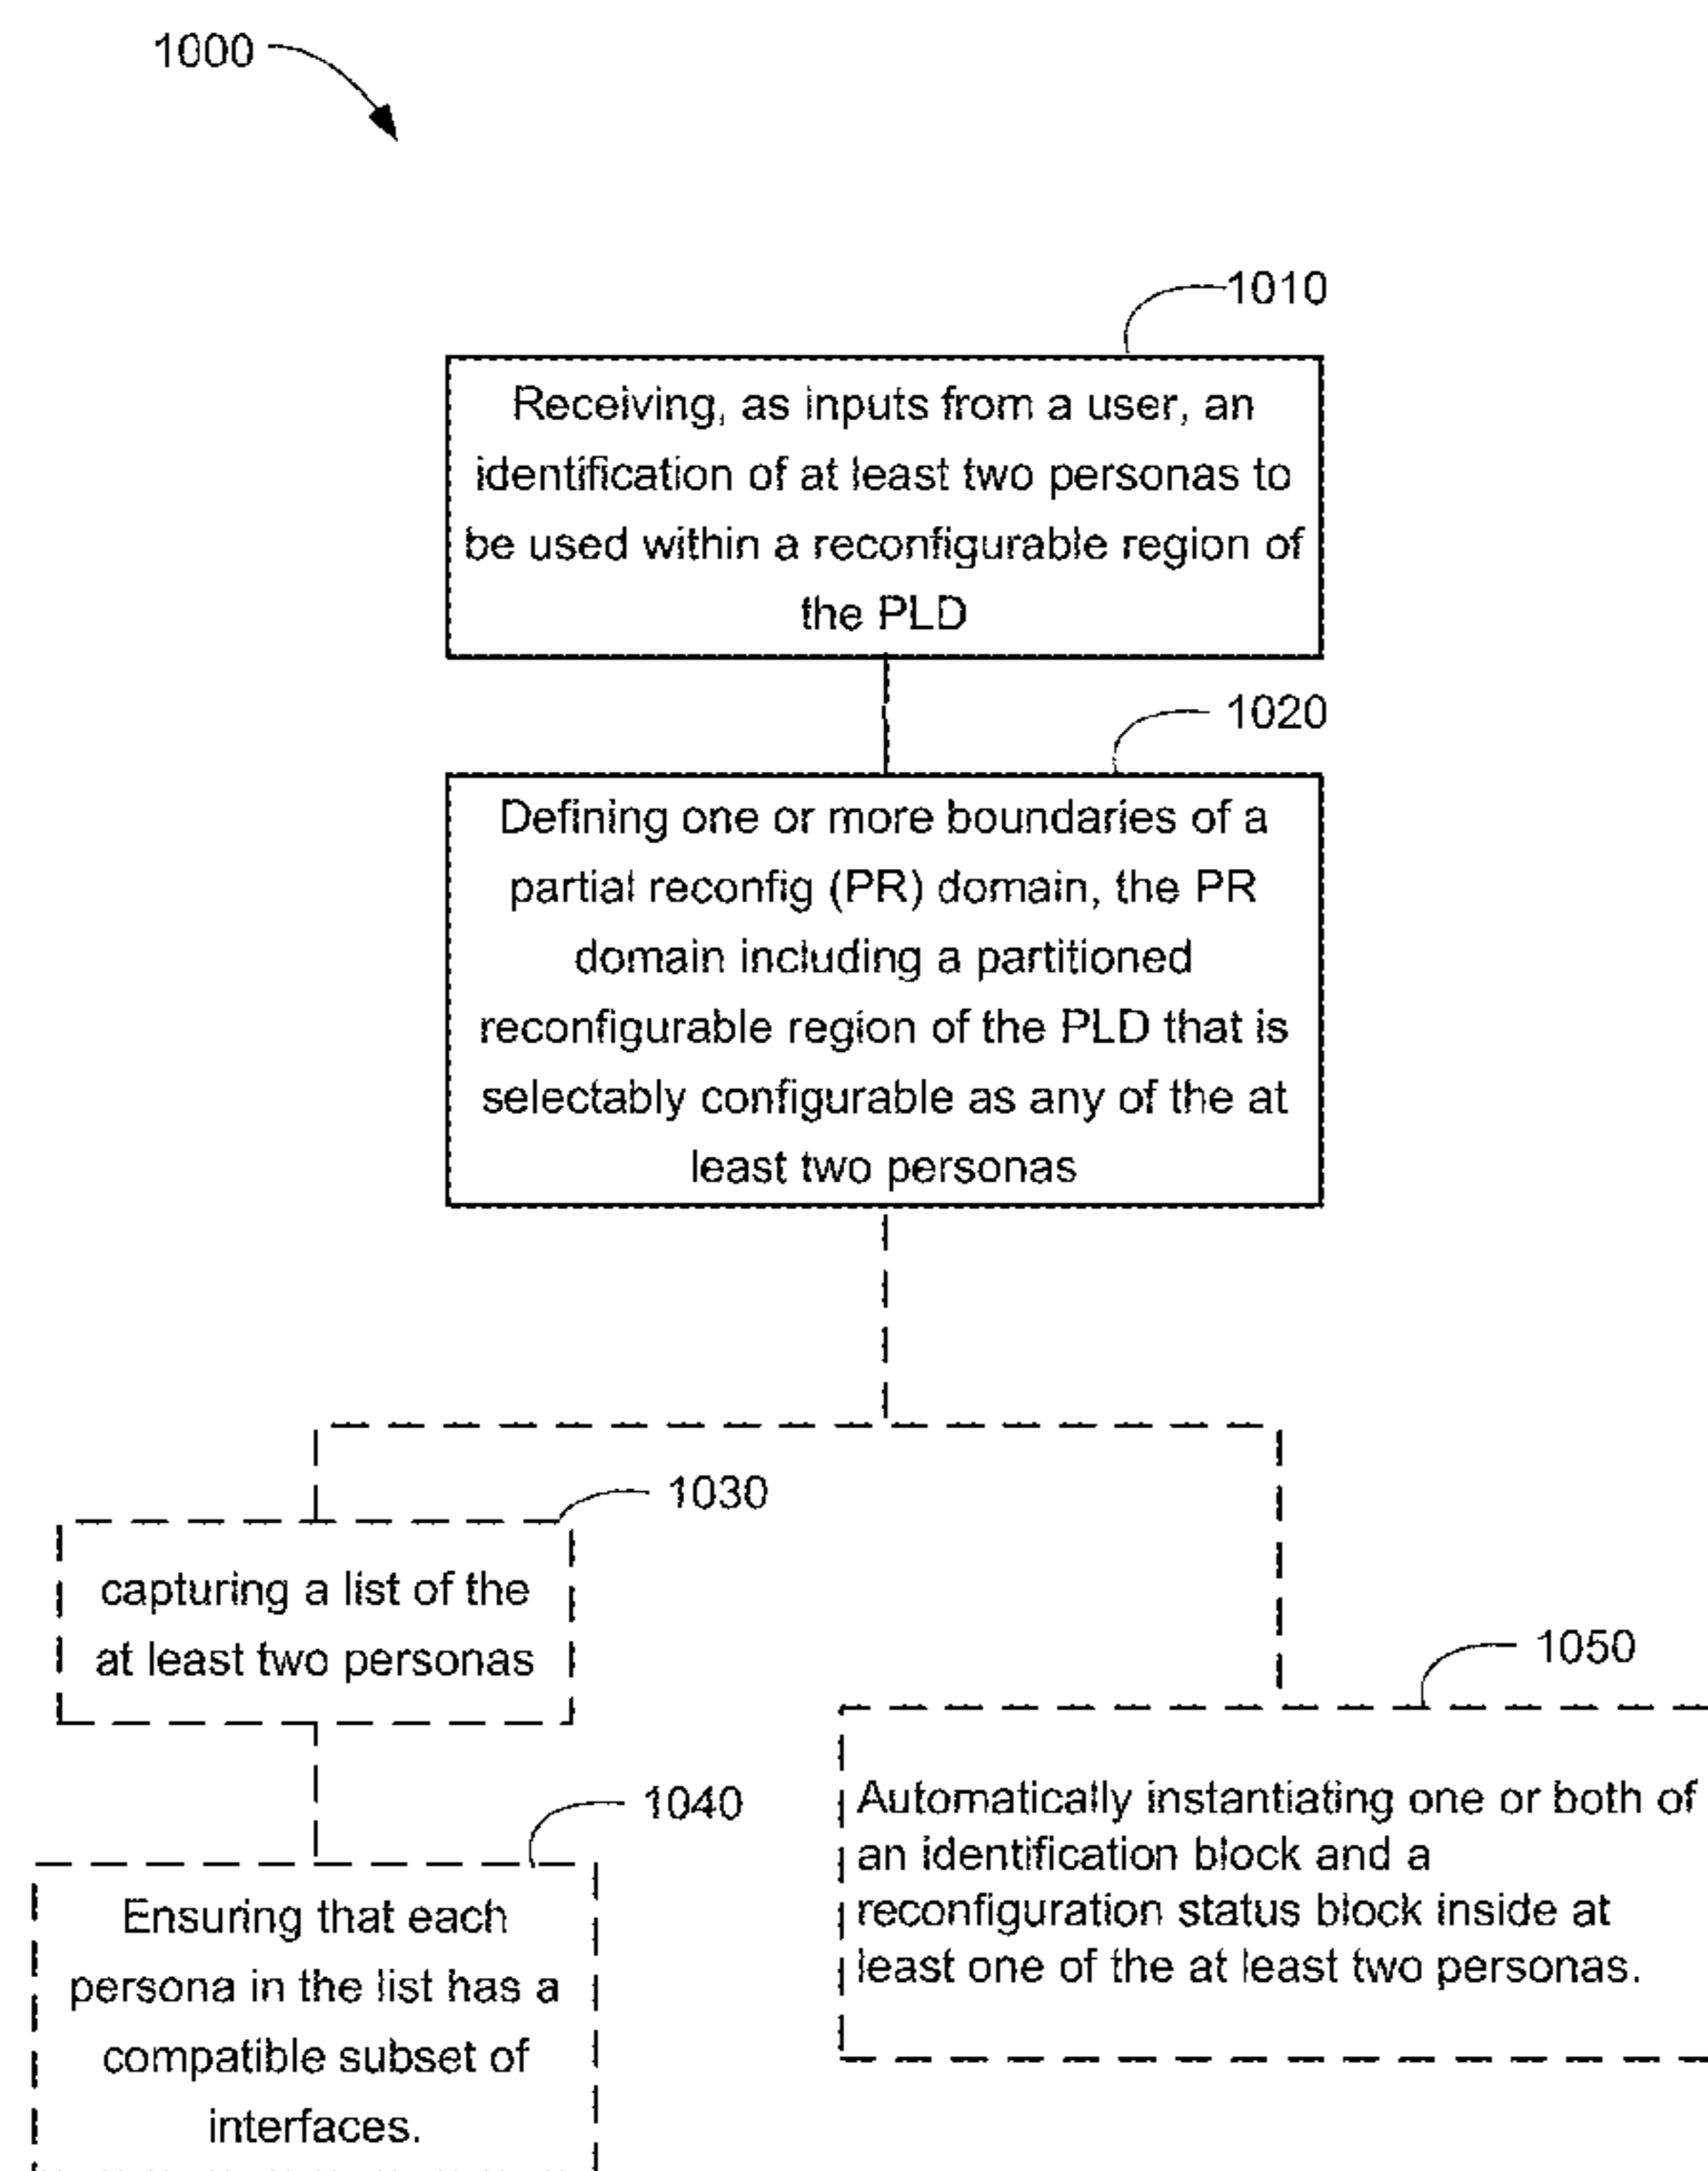 1000
1010
Receiving, as inputs from a user, an
identification of at least two personas to
be used within a reconfigurable region of
the PLD
1020
Defining one or more boundaries of a
partial reconfig (PR) domain, the PR
domain including a partitioned
reconfigurable region of the PLD that is
selectably configurable as any of the at
least two personas
1030
capturing a list of the
at least two personas
1040
Ensuring that each
persona in the list has a
compatible subset of
interfaces.
1050
Automatically instantiating one or both of
an identification block and a
reconfiguration status block inside at
least one of the at least two personas.